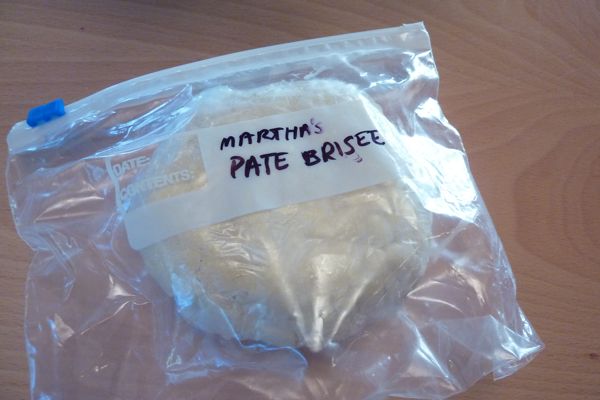 MARTHA'S
PATE BRISEE
DATE:
CONTENTS: